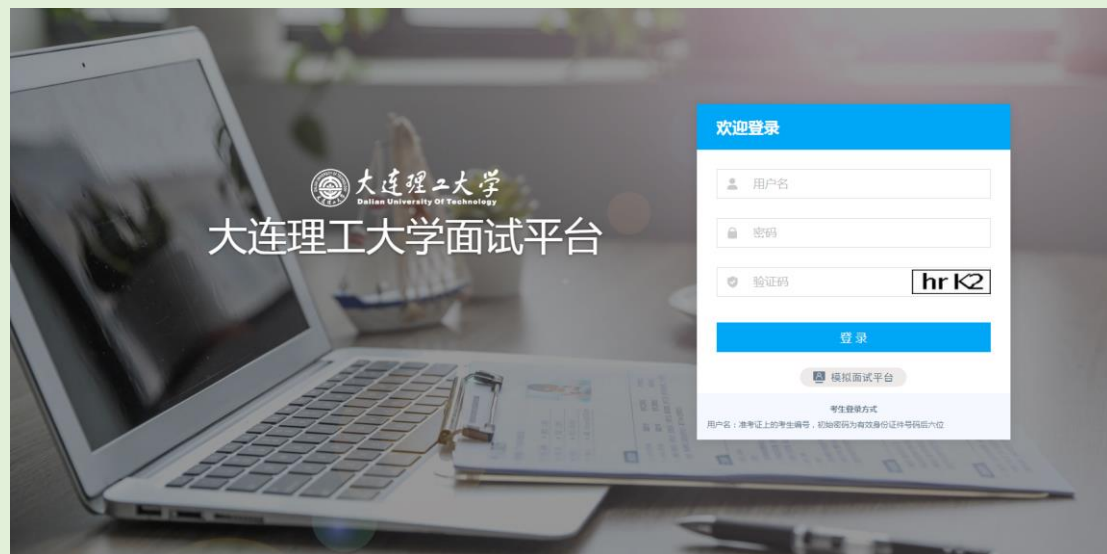 大连理工大学
Dalian University Of Technology
大连理工大学面试平台
欢迎登录
用户名
密码
验证码
hrK2
登 录
模拟面试平台
考生登录方式
用户名：准考证上的考生编号，初始密码为有效身份证件号码后六位